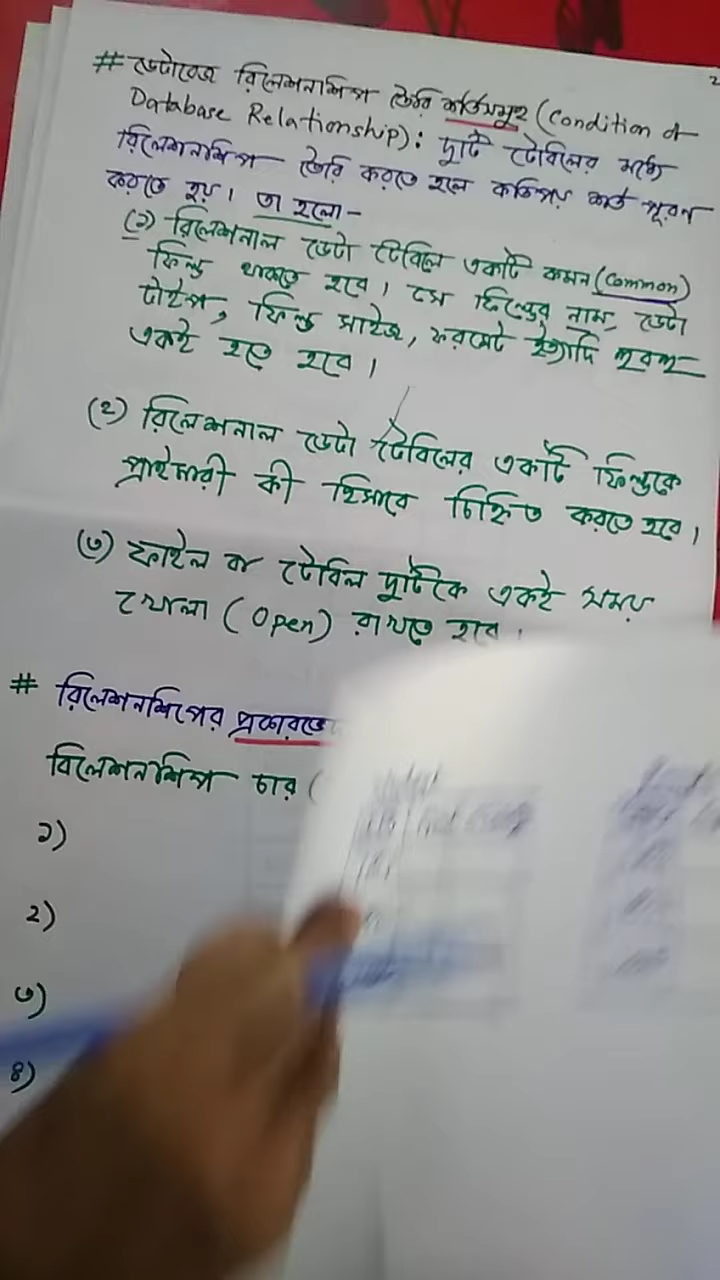 2
# ডেটাবেজ রিলেশনশিপ তৈরি শর্তসমূহ (Condition of
Database Relationship): দুটি টেবিলের মধ্যে
রিলেশনশিপ তৈরি করতে হলে কতিপয় শর্ত পূরণ
করতে হয়। তা হলো-
(১) রিলেশনাল ডেটা টেবিলে একটি কমন (Common)
ফিল্ড থাকতে হবে। সে ফিল্ডের নাম, ডেটা
টাইপ, ফিল্ড সাইজ, ফরমেট ইত্যাদি হুবহু
একই হতে হবে।
(২) রিলেশনাল ডেটা টেবিলের একটি ফিল্ডকে
প্রাইমারী কী হিসাবে চিহ্নিত করতে হবে।
(৩) ফাইল বা টেবিল দুটিকে একই সময়
খোলা (Open) রাখতে হবে।
# রিলেশনশিপের প্রকারভে
রিলেশনশিপ চার (
১)
২)
৩)
৪)